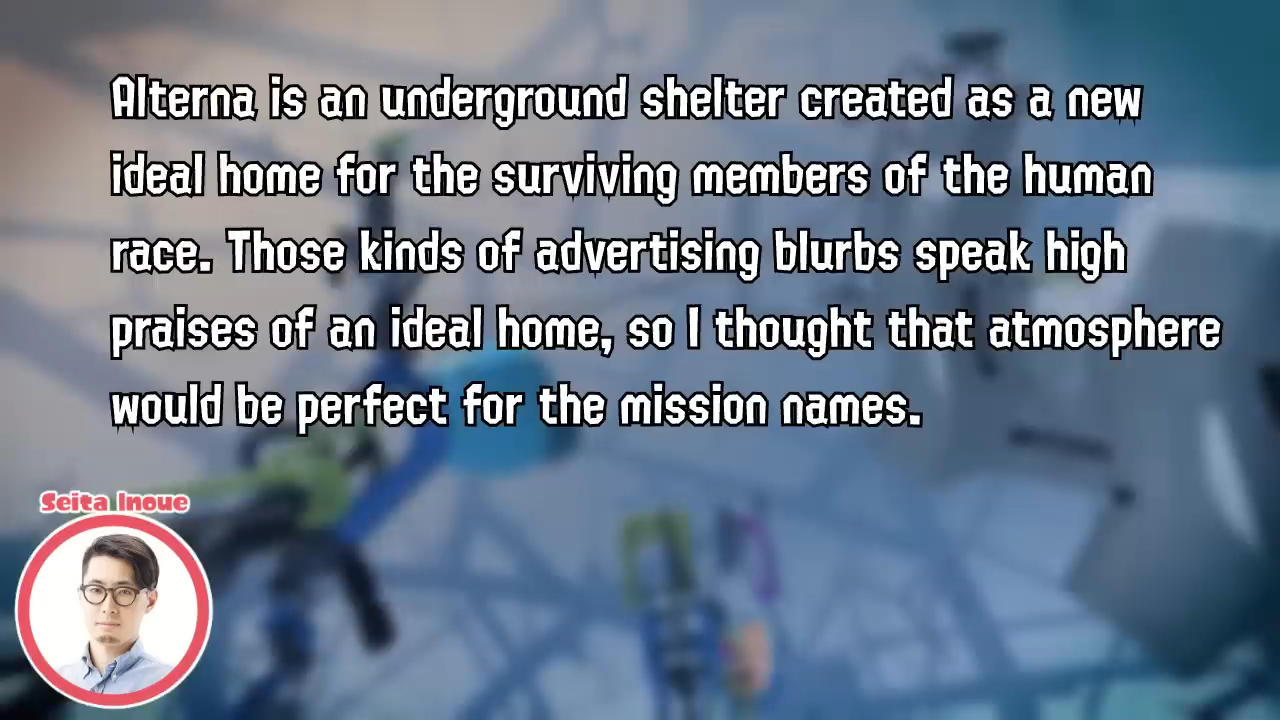 Alterna is an underground shelter created as a new
ideal home for the surviving members of the human
race. Those kinds of advertising blurbs speak high
praises of an ideal home, so I thought that atmosphere
would be perfect for the mission names.
Seita Inoue